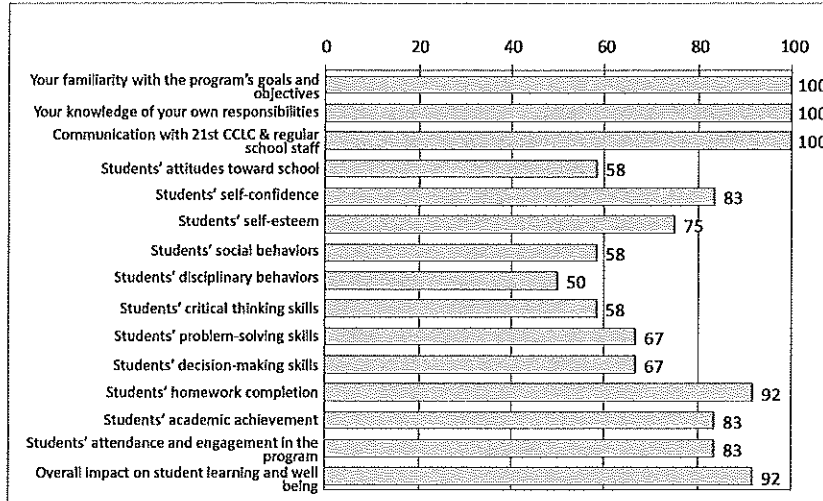 0 20 40 60 80 100
Your familiarity with the program's goals and
objectives
100
Your knowledge of your own responsibilities
100
Communication with 21st CCLC & regular
school staff
100
Students' attitudes toward school
58
Students' self-confidence
83
Students' self-esteem
75
Students' social behaviors
58
Students' disciplinary behaviors
50
Students' critical thinking skills
58
Students' problem-solving skills
67
Students' decision-making skills
67
Students' homework completion
92
Students' academic achievement
83
Students' attendance and engagement in the
program
83
Overall impact on student learning and well
being
92